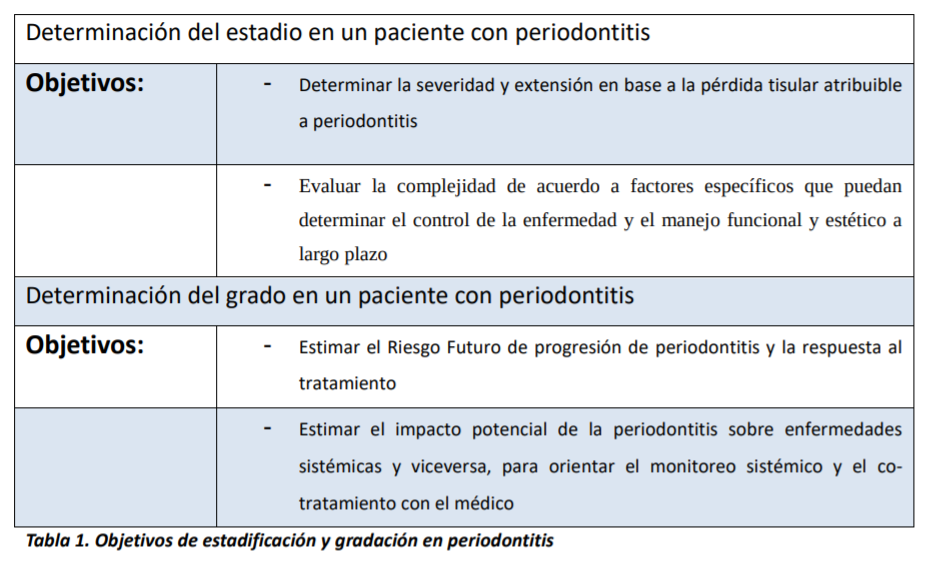 Determinación del estadio en un paciente con periodontitis
Objetivos:
- Determinar la severidad y extensión en base a la pérdida tisular atribuible
a periodontitis
- Evaluar la complejidad de acuerdo a factores específicos que puedan
determinar el control de la enfermedad y el manejo funcional y estético a
largo plazo
Determinación del grado en un paciente con periodontitis
Objetivos:
- Estimar el Riesgo Futuro de progresión de periodontitis y la respuesta al
tratamiento
- Estimar el impacto potencial de la periodontitis sobre enfermedades
sistémicas y viceversa, para orientar el monitoreo sistémico y el co-
tratamiento con el médico
Tabla 1. Objetivos de estadificación y gradación en periodontitis